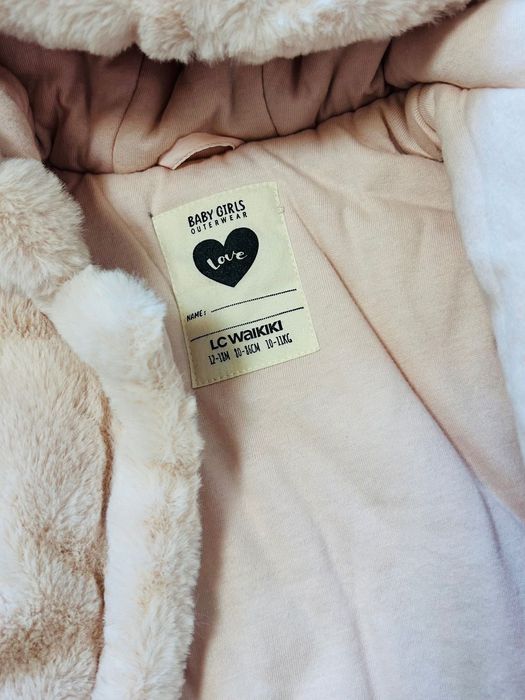 BABY GIRLS
OUTERWEAR
Love
NAME:
LC WAIKIKI
12-18M 80-86CM 10-11KG